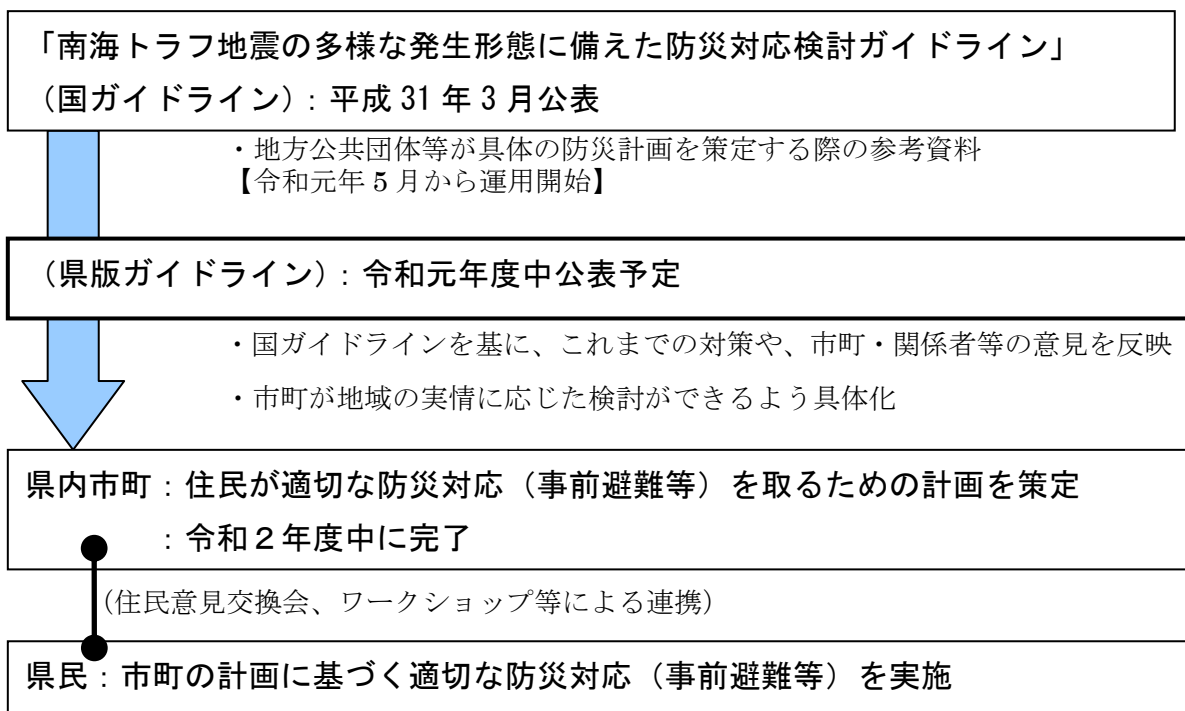 「南海トラフ地震の多様な発生形態に備えた防災対応検討ガイドライン」
（国ガイドライン）：平成 31 年 3 月公表
・地方公共団体等が具体の防災計画を策定する際の参考資料
【令和元年 5 月から運用開始】
（県版ガイドライン）：令和元年度中公表予定
・国ガイドラインを基に、これまでの対策や、市町・関係者等の意見を反映
・市町が地域の実情に応じた検討ができるよう具体化
県内市町：住民が適切な防災対応（事前避難等）を取るための計画を策定
：令和２年度中に完了
（住民意見交換会、ワークショップ等による連携）
県民：市町の計画に基づく適切な防災対応（事前避難等）を実施